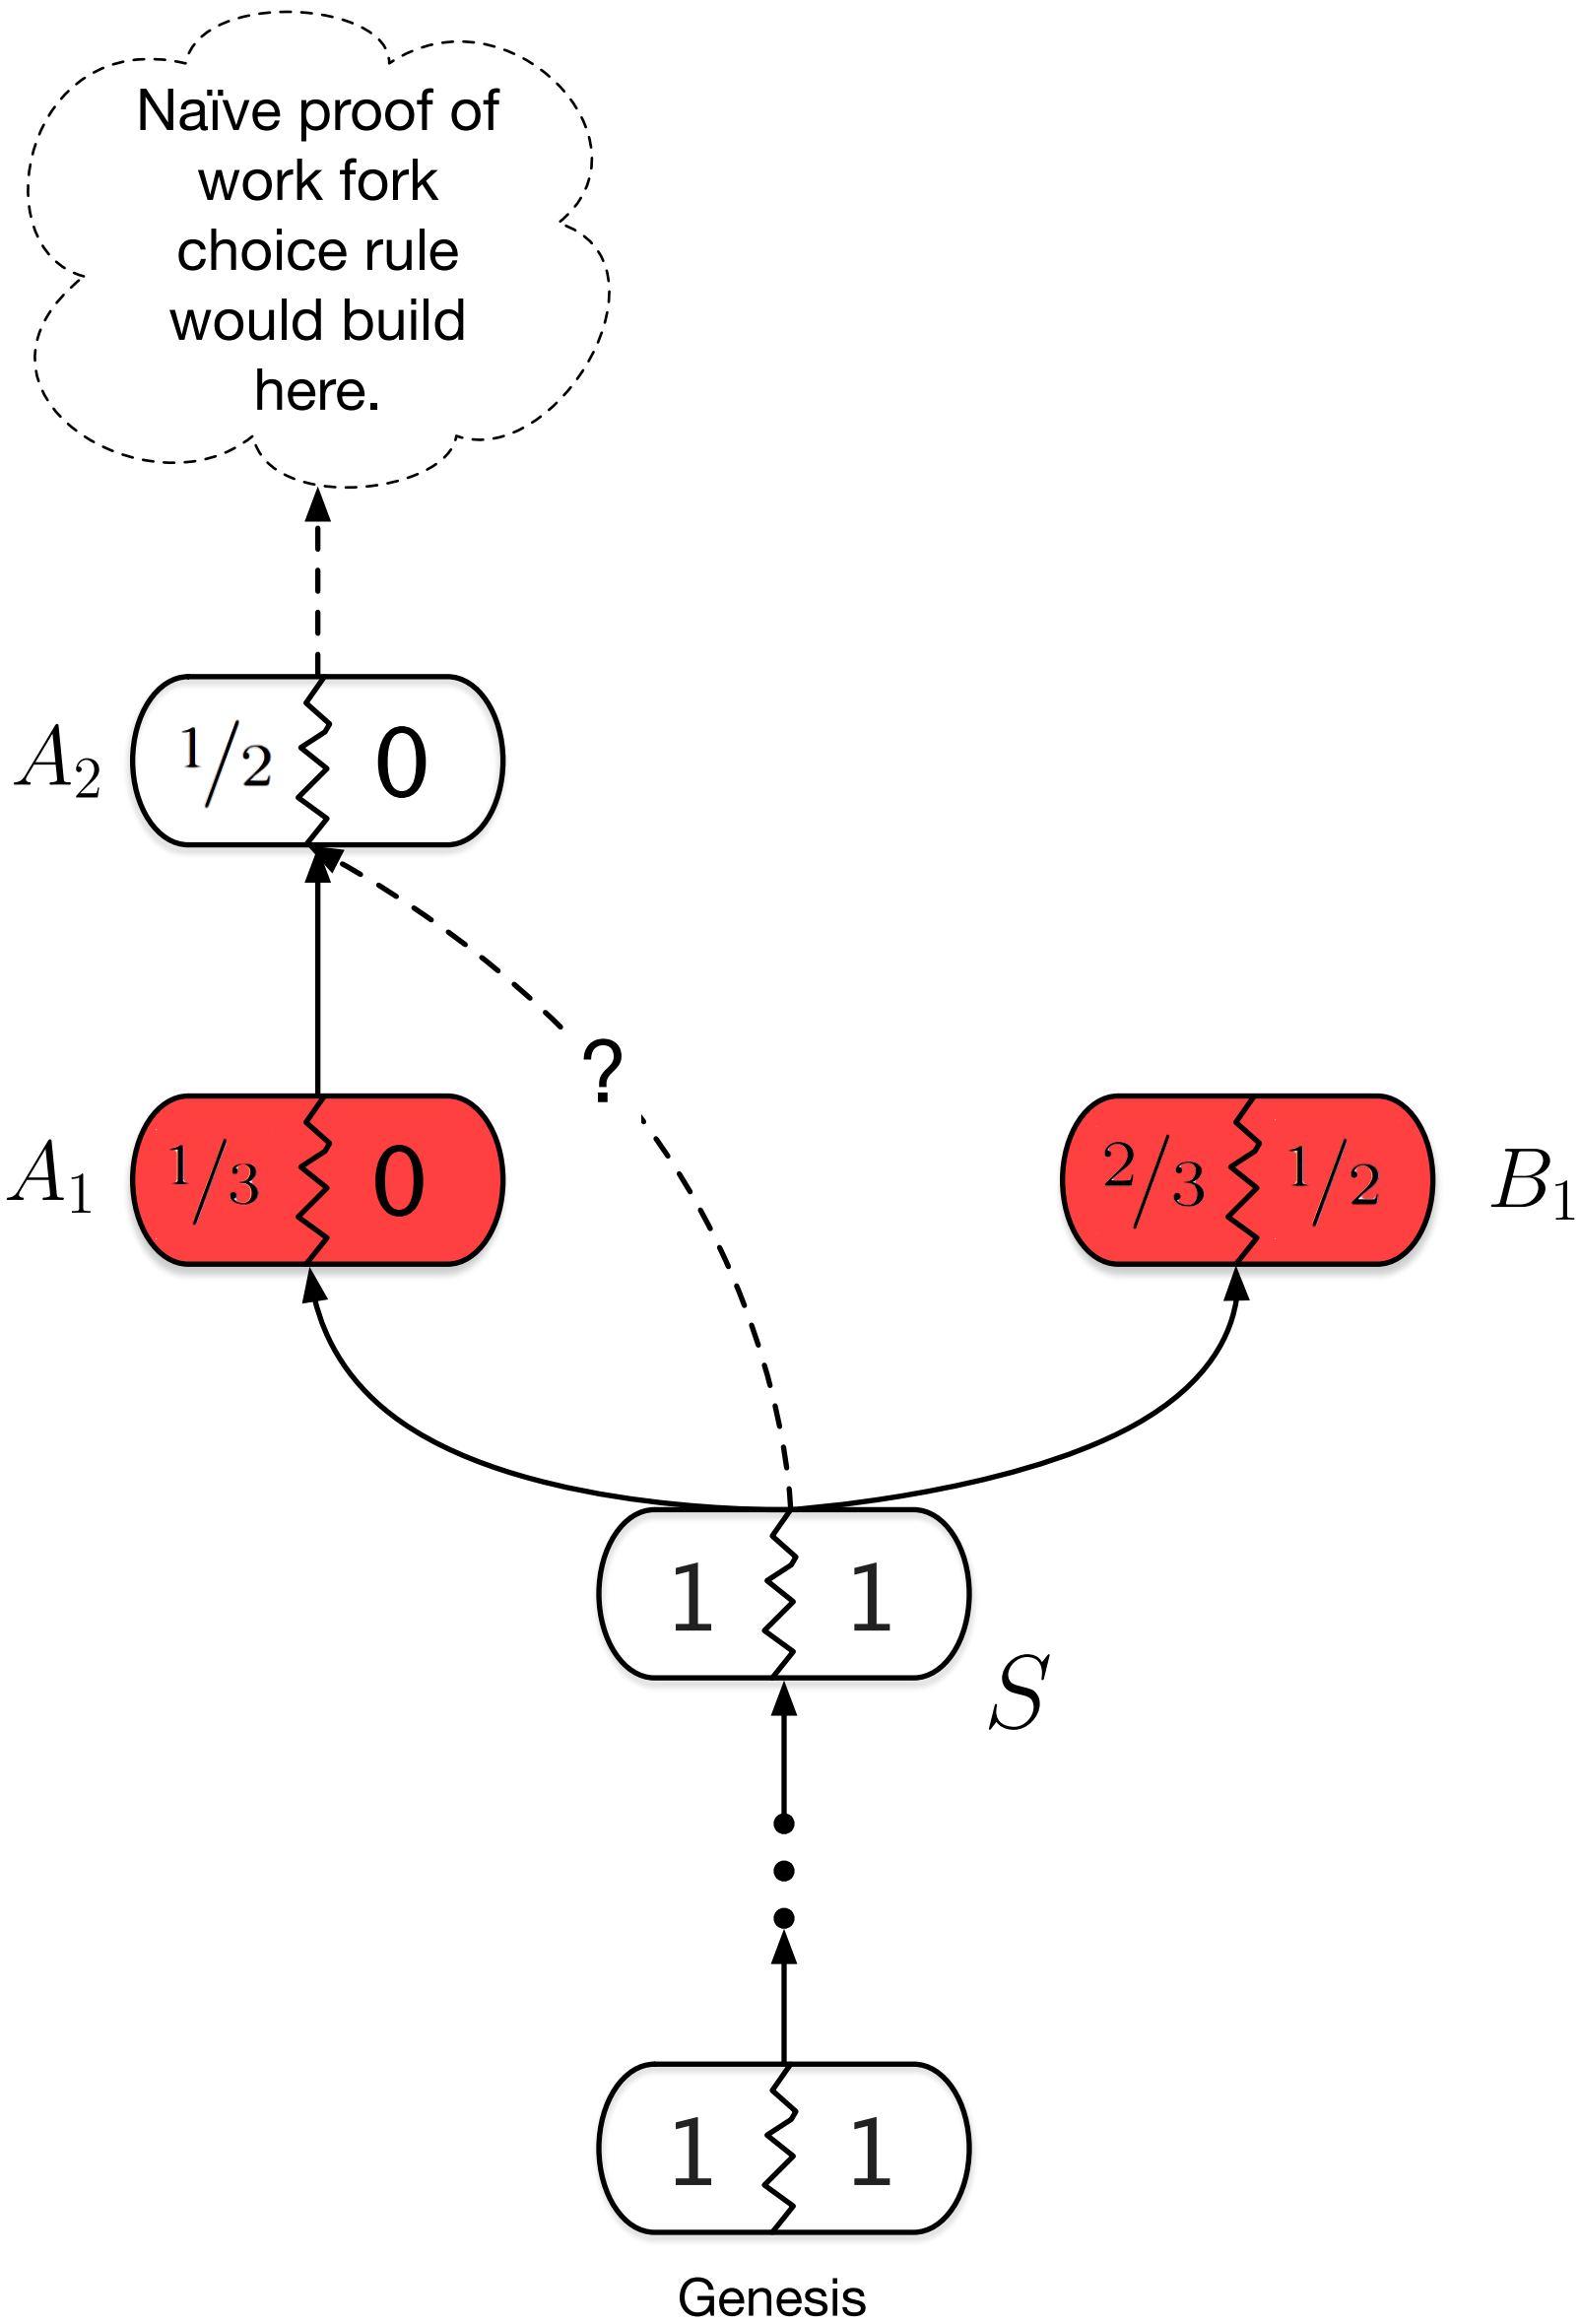 Naïve proof of
work fork
choice rule
would build
here.
A₂ 1/2 0
?
A₁ 1/3 0 2/3 1/2 B₁
1 1
S
1 1
Genesis